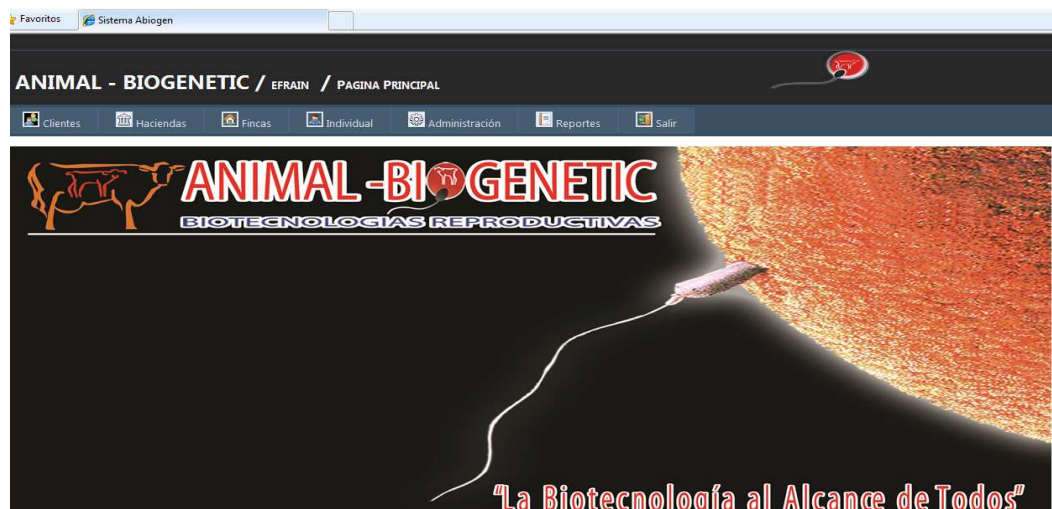 Favoritos Sistema Abiogen
ANIMAL - BIOGENETIC / EFRAIN / PAGINA PRINCIPAL
Clientes Haciendas Fincas Individual Administración Reportes Salir
ANIMAL-BIOGENETIC
BIOTECNOLOGIAS REPRODUCTIVAS
"La Biotecnología al Alcance de Todos"